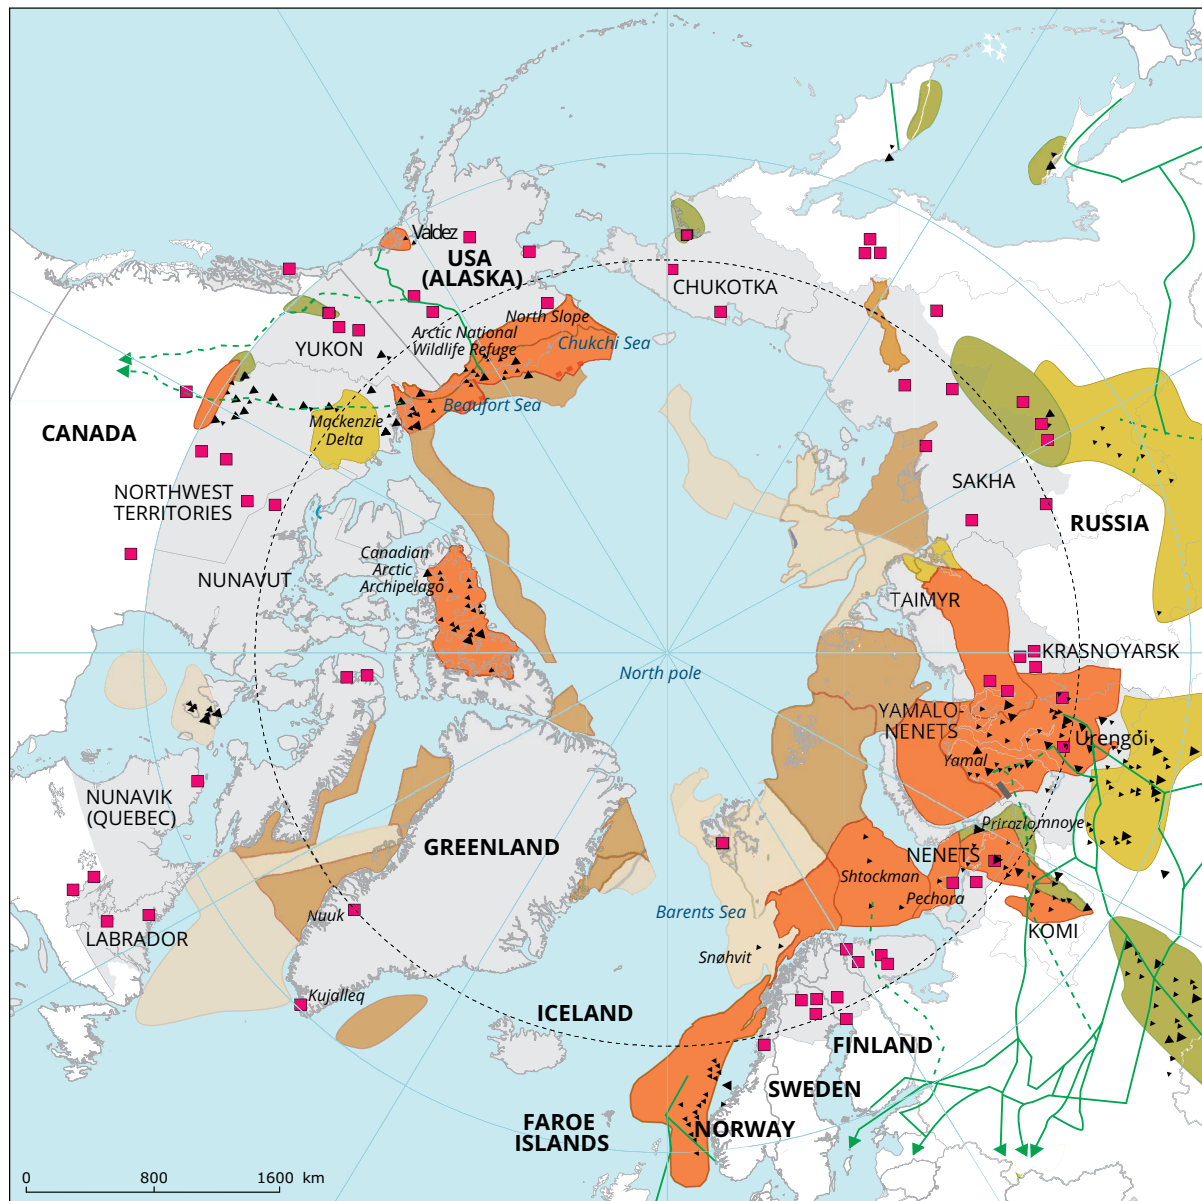 Valdez
USA
(ALASKA)
CHUKOTKA
North Slope
Arctic National
Wildlife Refuge
Chukchi Sea
YUKON
Beaufort Sea
Mackenzie
Delta
CANADA
SAKHA
NORTHWEST
TERRITORIES
RUSSIA
Canadian
Arctic
Archipelago
NUNAVUT
TAIMYR
KRASNOYARSK
North pole
YAMALO-
NENETS
Urengoi
Yamal
NUNAVIK
(QUEBEC)
Prirazlomnoye
GREENLAND
NENETS
Shtockman
Pechora
Nuuk
Barents Sea
KOMI
LABRADOR
Snøhvit
Kujalleq
ICELAND
FINLAND
SWEDEN
FAROE
ISLANDS
NORWAY
0 800 1600 km